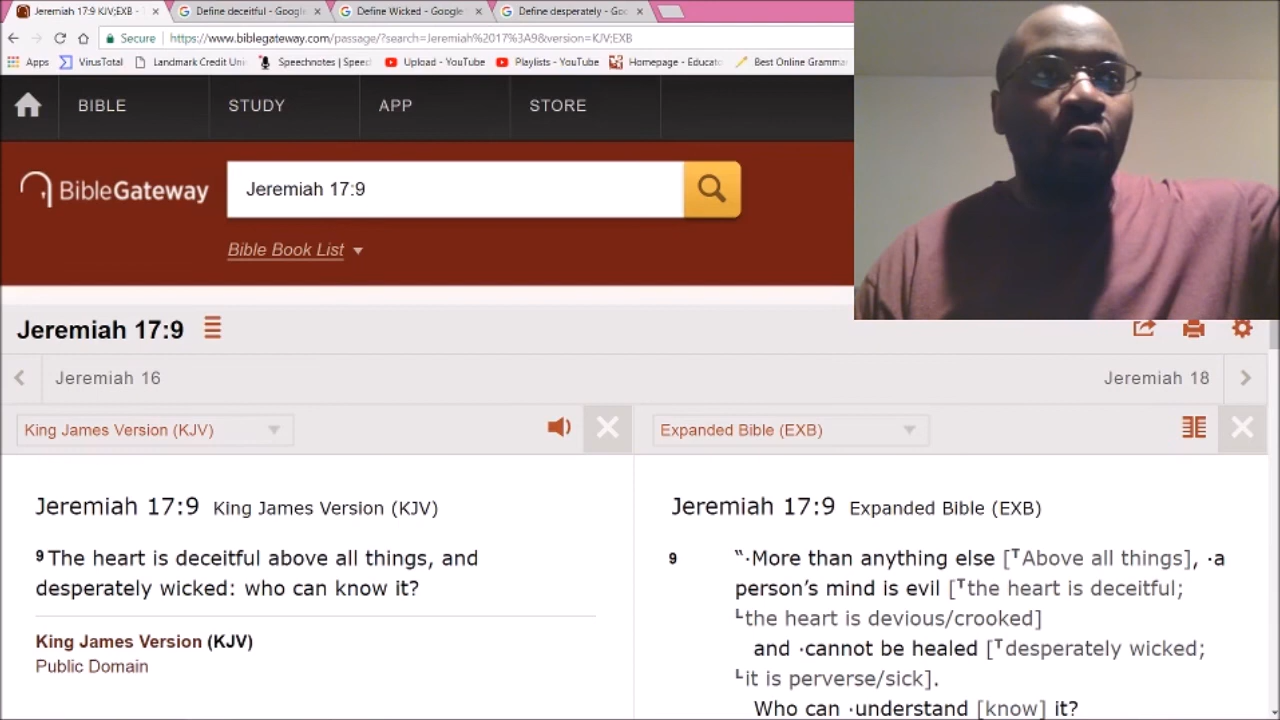 Jeremiah 17:9 KJV;EXB -
Define deceitful - Googl
Define Wicked - Google
Define desperately - Goo
Secure
https://www.biblegateway.com/passage/?search=Jeremiah%2017%3A9&version=KJV;EXB
Apps
VirusTotal
Landmark Credit Uni
Speechnotes | Speec
Upload - YouTube
Playlists - YouTube
Homepage - Educato
Best Online Gramma
BIBLE
STUDY
APP
STORE
BibleGateway
Jeremiah 17:9
Bible Book List
Jeremiah 17:9
Jeremiah 16
Jeremiah 18
King James Version (KJV)
Expanded Bible (EXB)
Jeremiah 17:9 King James Version (KJV)
9 The heart is deceitful above all things, and
desperately wicked: who can know it?
King James Version (KJV)
Public Domain
Jeremiah 17:9 Expanded Bible (EXB)
9 “·More than anything else [ᵀAbove all things], ·a
person’s mind is evil [ᵀthe heart is deceitful;
ᴸthe heart is devious/crooked]
and ·cannot be healed [ᵀdesperately wicked;
ᴸit is perverse/sick].
Who can ·understand [know] it?